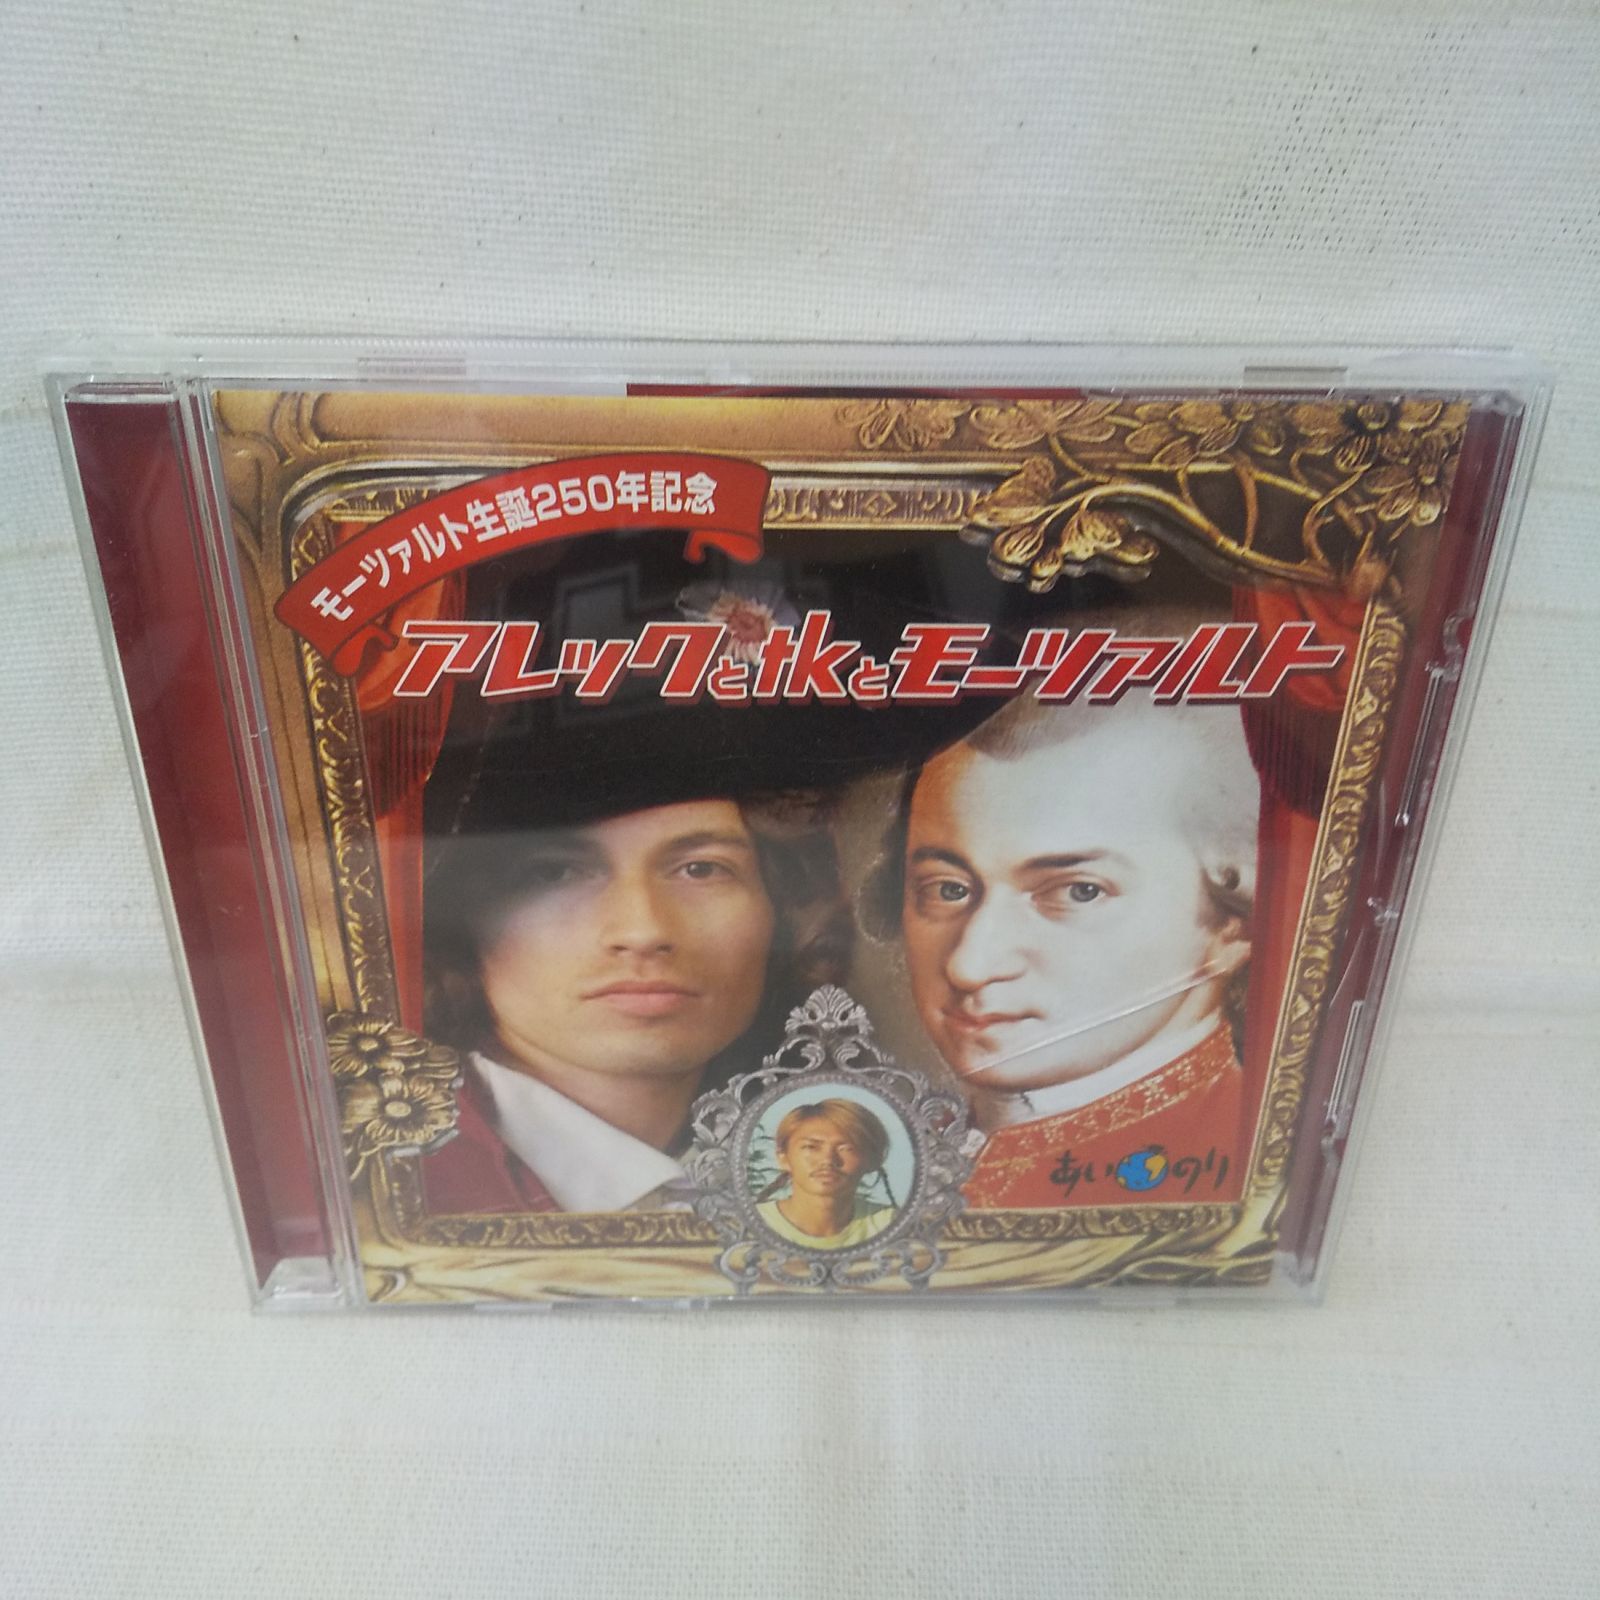 モーツァルト生誕250年記念
アレックとtkとモーツァルト
あいのり